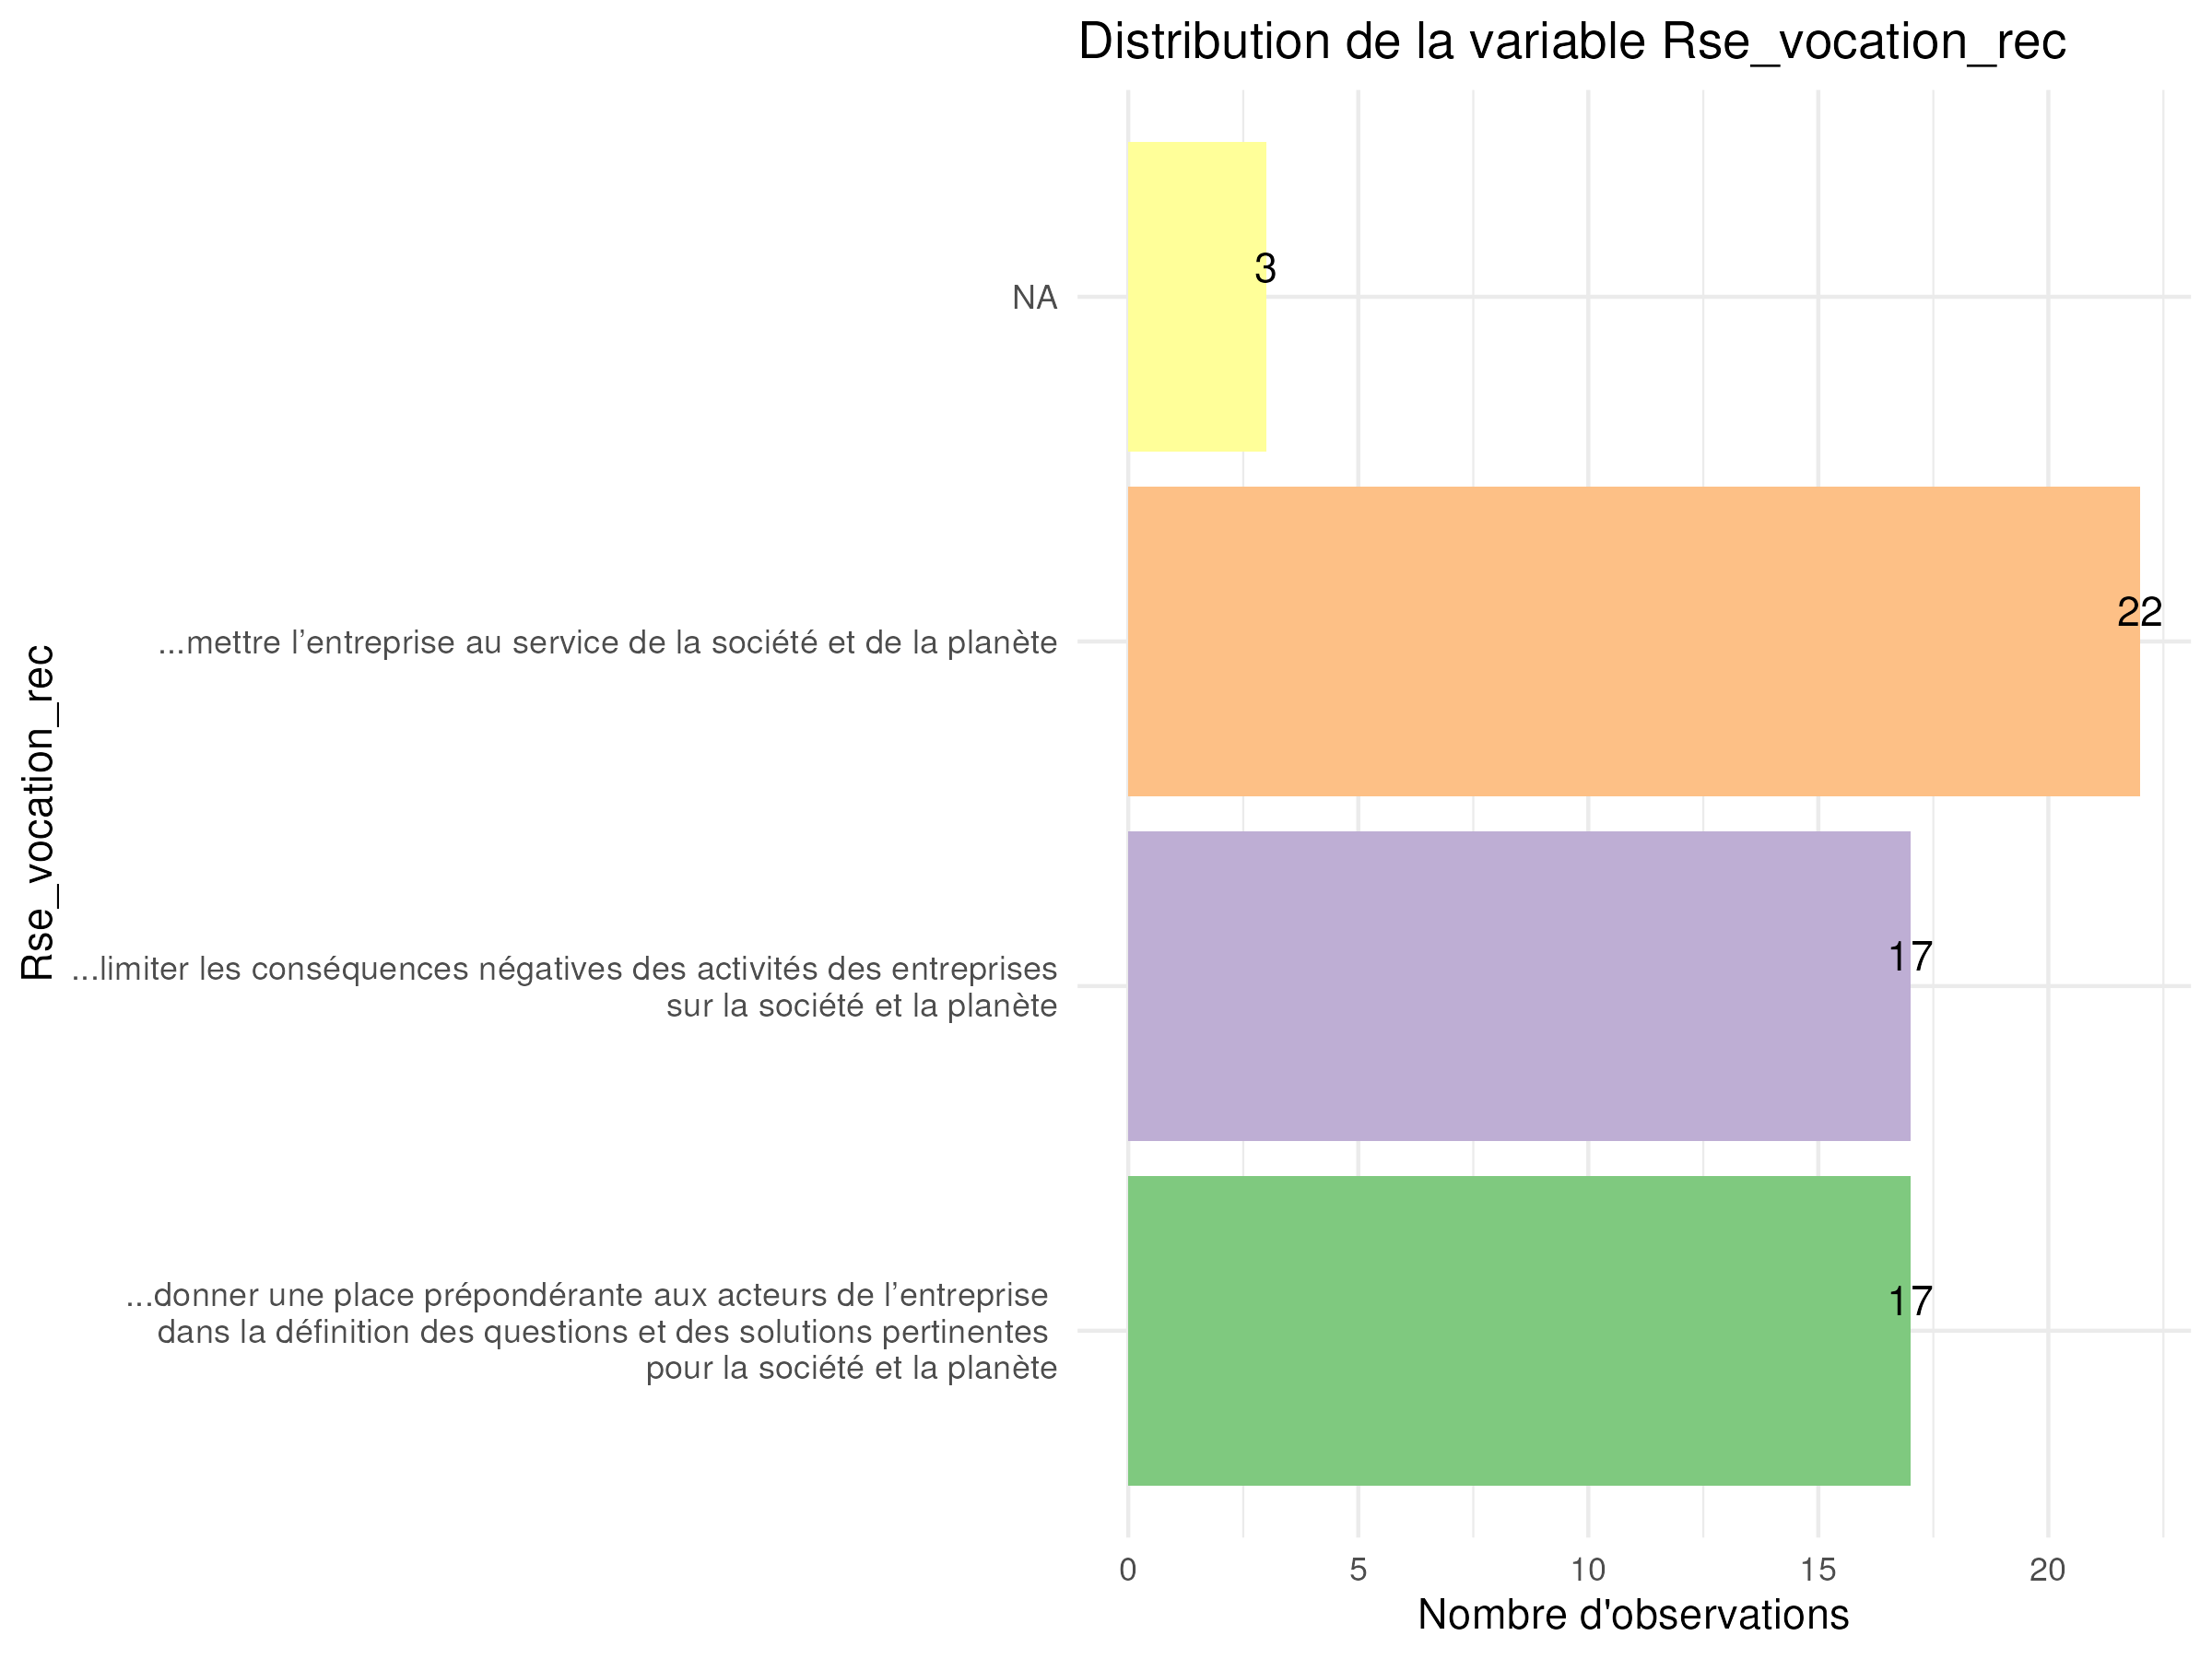 Distribution de la variable Rse_vocation_rec
Rse_vocation_rec
NA
3
...mettre l’entreprise au service de la société et de la planète
22
...limiter les conséquences négatives des activités des entreprises
sur la société et la planète
17
...donner une place prépondérante aux acteurs de l’entreprise
dans la définition des questions et des solutions pertinentes
pour la société et la planète
17
0 5 10 15 20
Nombre d'observations